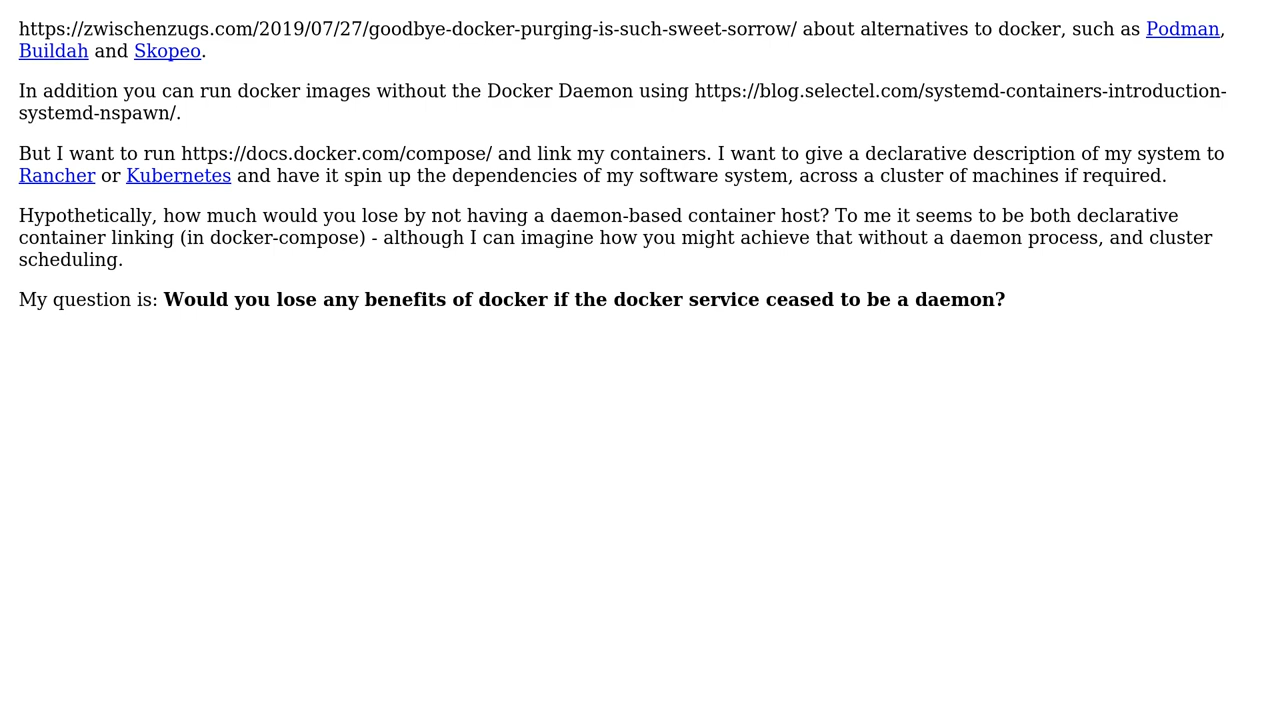 https://zwischenzugs.com/2019/07/27/goodbye-docker-purging-is-such-sweet-sorrow/ about alternatives to docker, such as Podman,
Buildah and Skopeo.
In addition you can run docker images without the Docker Daemon using https://blog.selectel.com/systemd-containers-introduction-
systemd-nspawn/.
But I want to run https://docs.docker.com/compose/ and link my containers. I want to give a declarative description of my system to
Rancher or Kubernetes and have it spin up the dependencies of my software system, across a cluster of machines if required.
Hypothetically, how much would you lose by not having a daemon-based container host? To me it seems to be both declarative
container linking (in docker-compose) - although I can imagine how you might achieve that without a daemon process, and cluster
scheduling.
My question is: Would you lose any benefits of docker if the docker service ceased to be a daemon?